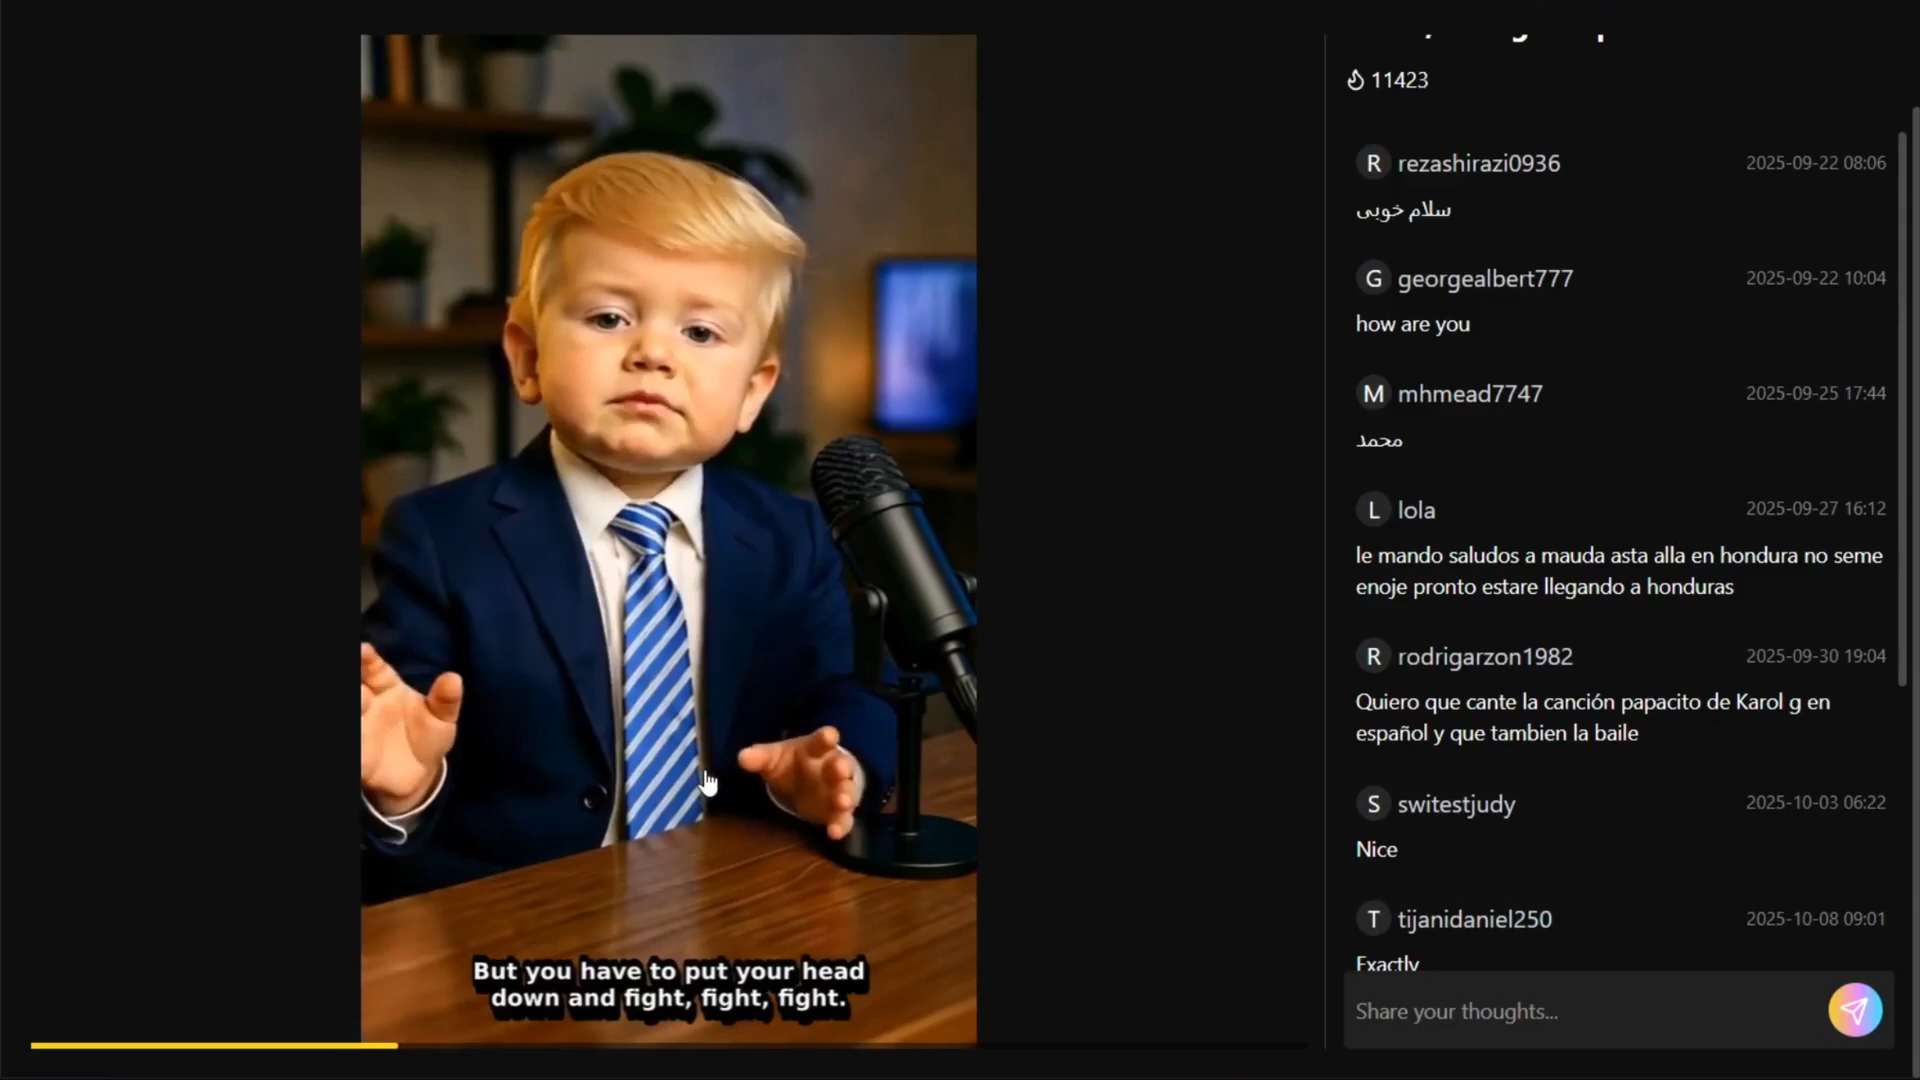 11423
R rezashirazi0936 2025-09-22 08:06
سلام خوبی
G georgealbert777 2025-09-22 10:04
how are you
M mhmead7747 2025-09-25 17:44
محمد
L lola 2025-09-27 16:12
le mando saludos a mauda asta alla en hondura no seme
enoje pronto estare llegando a honduras
R rodrigarzon1982 2025-09-30 19:04
Quiero que cante la canción papacito de Karol g en
español y que tambien la baile
S switestjudy 2025-10-03 06:22
Nice
T tijanidaniel250 2025-10-08 09:01
Exactly
Share your thoughts...
But you have to put your head
down and fight, fight, fight.